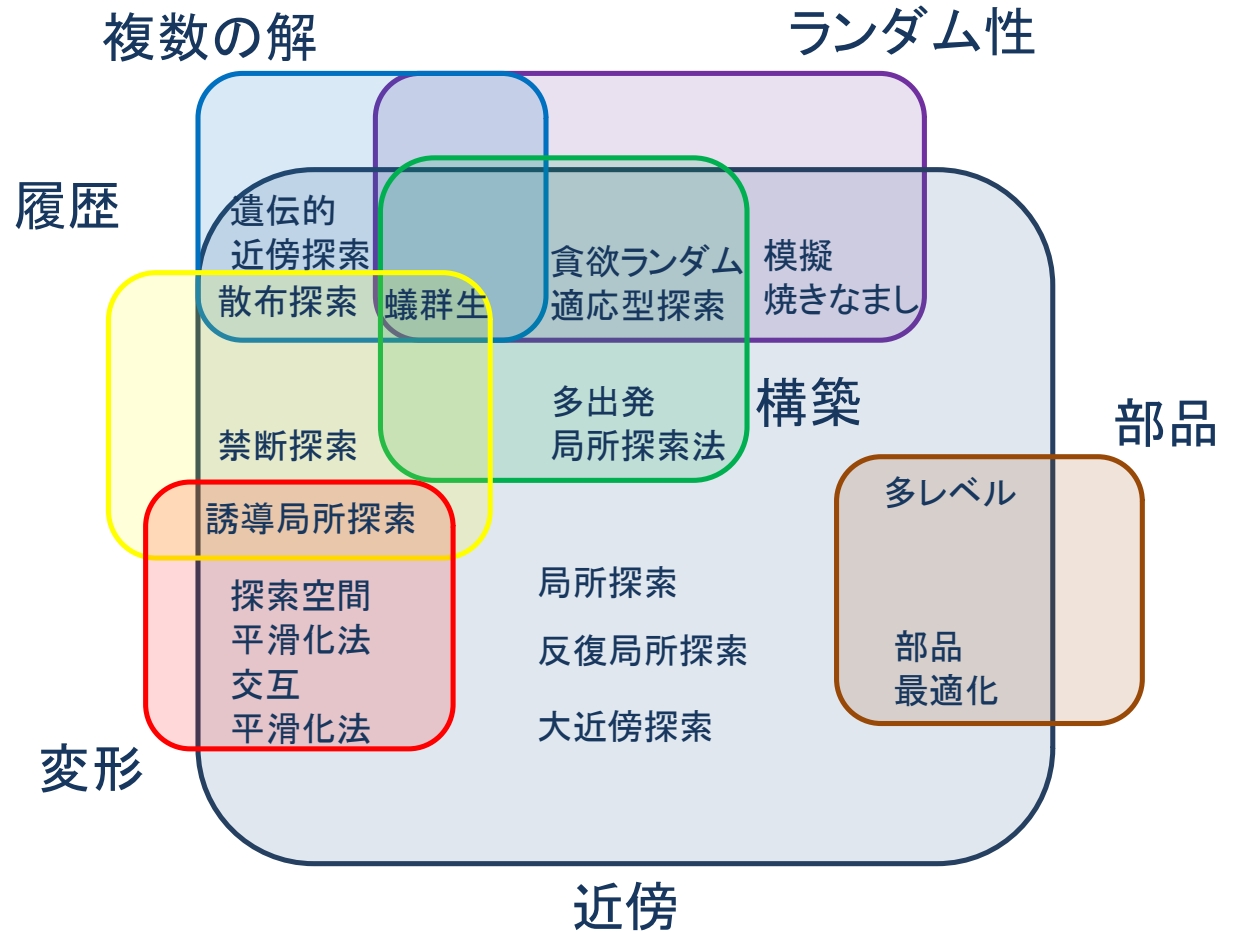 複数の解
ランダム性
履歴
遺伝的
近傍探索
散布探索
蟻群生
貪欲ランダム
適応型探索
模擬
焼きなまし
多出発
局所探索法
構築
部品
禁断探索
誘導局所探索
多レベル
探索空間
平滑化法
交互
平滑化法
局所探索
反復局所探索
大近傍探索
部品
最適化
変形
近傍